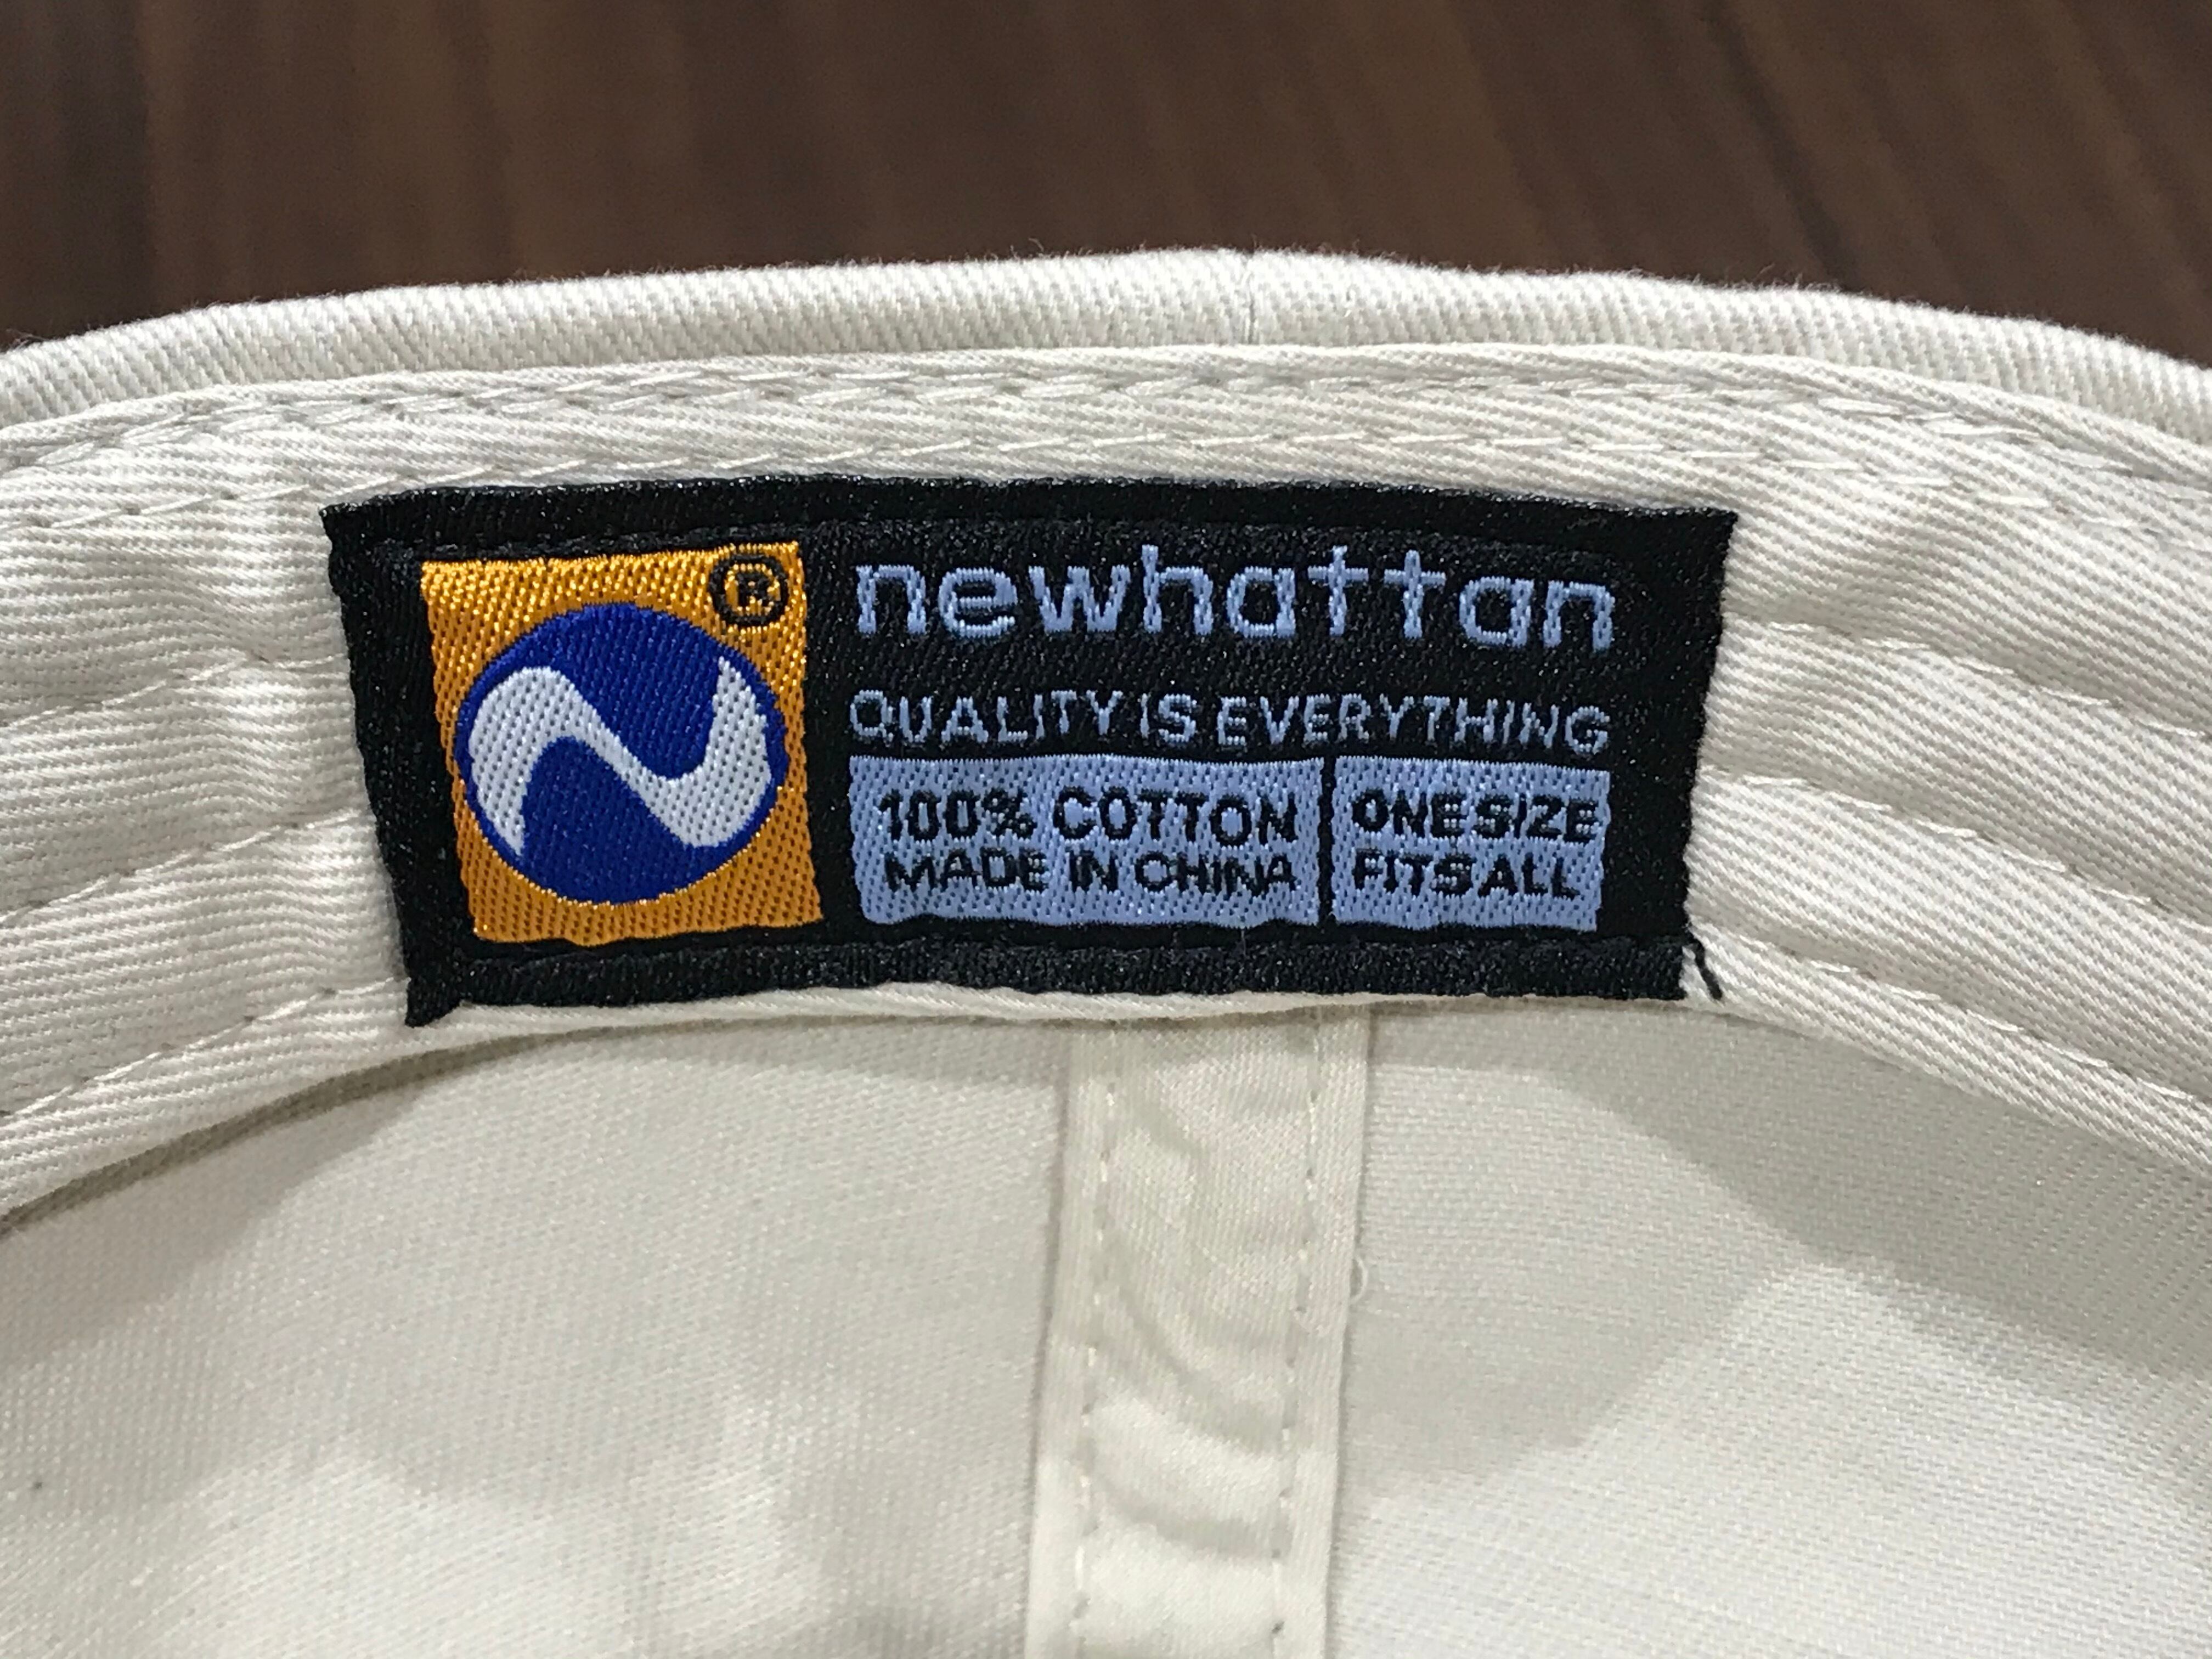 ®
newhattan
QUALITY IS EVERYTHING
100% COTTON
MADE IN CHINA
ONE SIZE
FITS ALL